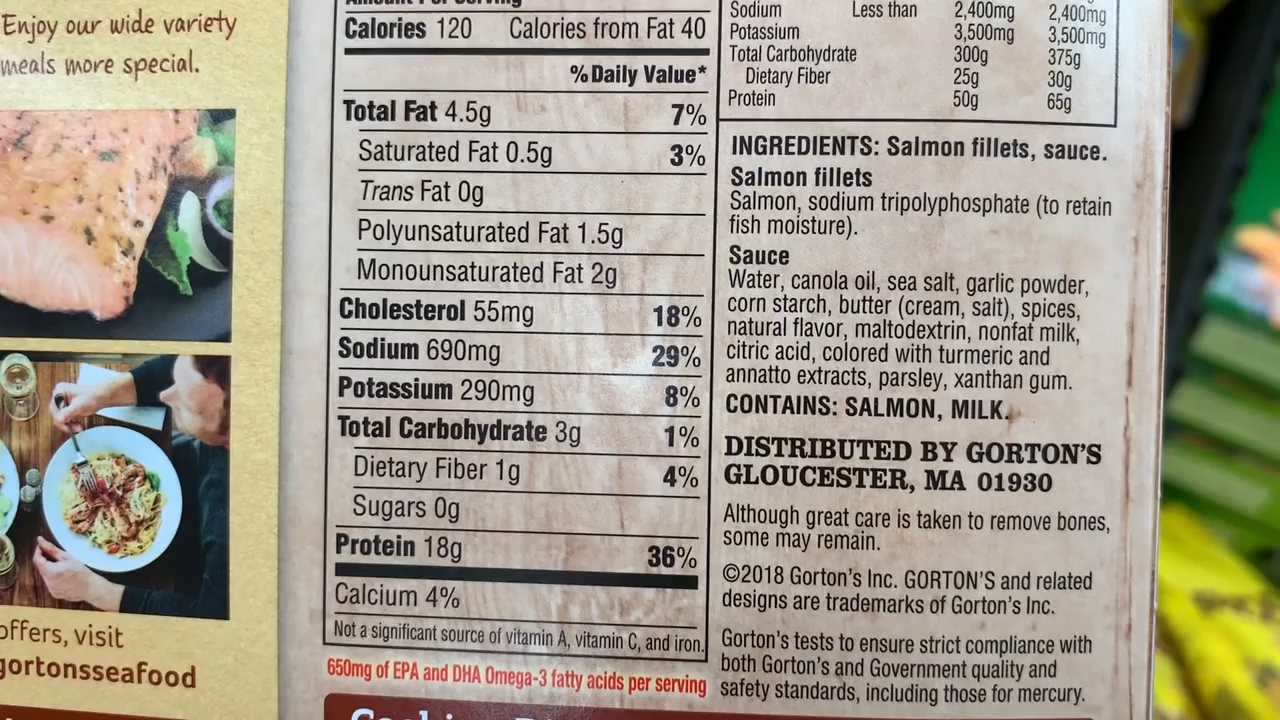 Enjoy our wide variety
meals more special.
offers, visit
gortonsseafood
Amount Per Serving
Calories 120 Calories from Fat 40
% Daily Value*
Total Fat 4.5g 7%
Saturated Fat 0.5g 3%
Trans Fat 0g
Polyunsaturated Fat 1.5g
Monounsaturated Fat 2g
Cholesterol 55mg 18%
Sodium 690mg 29%
Potassium 290mg 8%
Total Carbohydrate 3g 1%
Dietary Fiber 1g 4%
Sugars 0g
Protein 18g 36%
Calcium 4%
Not a significant source of vitamin A, vitamin C, and iron.
650mg of EPA and DHA Omega-3 fatty acids per serving
Sodium Less than 2,400mg 2,400mg
Potassium 3,500mg 3,500mg
Total Carbohydrate 300g 375g
Dietary Fiber 25g 30g
Protein 50g 65g
INGREDIENTS: Salmon fillets, sauce.
Salmon fillets
Salmon, sodium tripolyphosphate (to retain
fish moisture).
Sauce
Water, canola oil, sea salt, garlic powder,
corn starch, butter (cream, salt), spices,
natural flavor, maltodextrin, nonfat milk,
citric acid, colored with turmeric and
annatto extracts, parsley, xanthan gum.
CONTAINS: SALMON, MILK.
DISTRIBUTED BY GORTON'S
GLOUCESTER, MA 01930
Although great care is taken to remove bones,
some may remain.
©2018 Gorton's Inc. GORTON'S and related
designs are trademarks of Gorton's Inc.
Gorton's tests to ensure strict compliance with
both Gorton's and Government quality and
safety standards, including those for mercury.